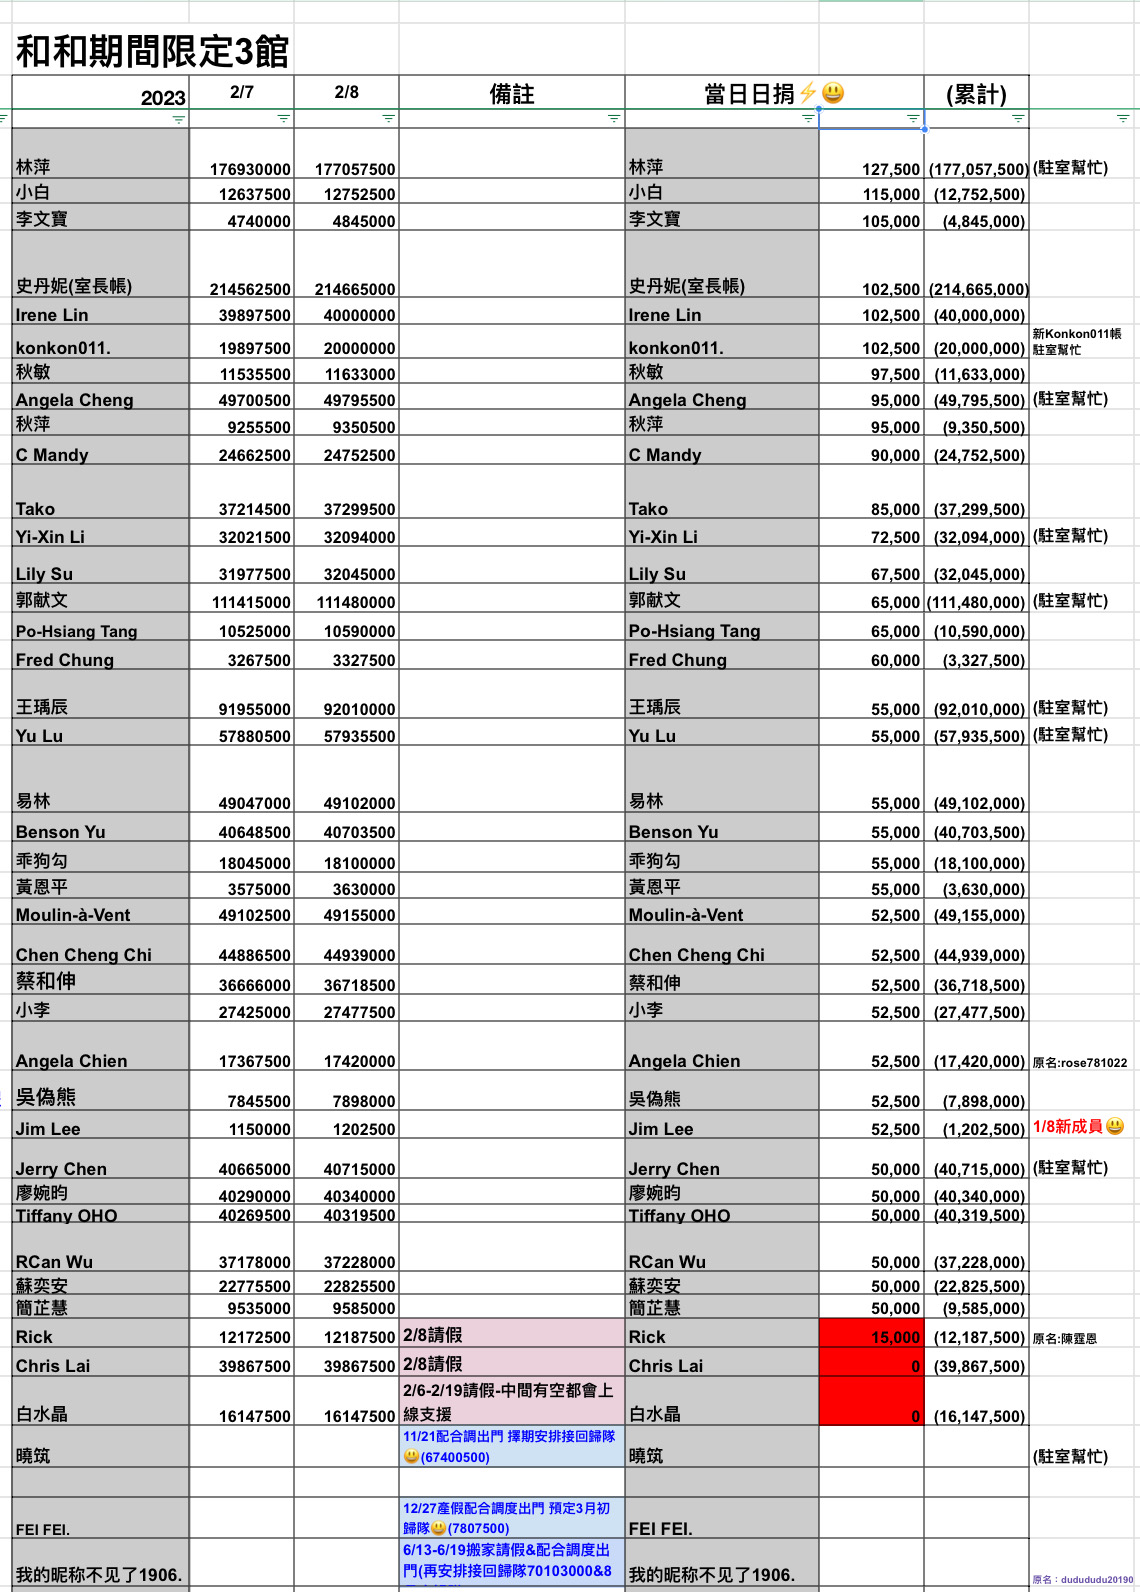 和和期間限定3館
2023 2/7 2/8 備註 當日日捐⚡😃 (累計)
林萍 176930000 177057500 林萍 127,500 (177,057,500) (駐室幫忙)
小白 12637500 12752500 小白 115,000 (12,752,500)
李文寶 4740000 4845000 李文寶 105,000 (4,845,000)
史丹妮(室長帳) 214562500 214665000 史丹妮(室長帳) 102,500 (214,665,000)
Irene Lin 39897500 40000000 Irene Lin 102,500 (40,000,000)
新Konkon011帳
konkon011. 19897500 20000000 konkon011. 102,500 (20,000,000) 駐室幫忙
秋敏 11535500 11633000 秋敏 97,500 (11,633,000)
Angela Cheng 49700500 49795500 Angela Cheng 95,000 (49,795,500) (駐室幫忙)
秋萍 9255500 9350500 秋萍 95,000 (9,350,500)
C Mandy 24662500 24752500 C Mandy 90,000 (24,752,500)
Tako 37214500 37299500 Tako 85,000 (37,299,500)
Yi-Xin Li 32021500 32094000 Yi-Xin Li 72,500 (32,094,000) (駐室幫忙)
Lily Su 31977500 32045000 Lily Su 67,500 (32,045,000)
郭献文 111415000 111480000 郭献文 65,000 (111,480,000) (駐室幫忙)
Po-Hsiang Tang 10525000 10590000 Po-Hsiang Tang 65,000 (10,590,000)
Fred Chung 3267500 3327500 Fred Chung 60,000 (3,327,500)
王瑀辰 91955000 92010000 王瑀辰 55,000 (92,010,000) (駐室幫忙)
Yu Lu 57880500 57935500 Yu Lu 55,000 (57,935,500) (駐室幫忙)
易林 49047000 49102000 易林 55,000 (49,102,000)
Benson Yu 40648500 40703500 Benson Yu 55,000 (40,703,500)
乖狗勾 18045000 18100000 乖狗勾 55,000 (18,100,000)
黃恩平 3575000 3630000 黃恩平 55,000 (3,630,000)
Moulin-à-Vent 49102500 49155000 Moulin-à-Vent 52,500 (49,155,000)
Chen Cheng Chi 44886500 44939000 Chen Cheng Chi 52,500 (44,939,000)
蔡和伸 36666000 36718500 蔡和伸 52,500 (36,718,500)
小李 27425000 27477500 小李 52,500 (27,477,500)
Angela Chien 17367500 17420000 Angela Chien 52,500 (17,420,000) 原名:rose781022
吳偽熊 7845500 7898000 吳偽熊 52,500 (7,898,000)
Jim Lee 1150000 1202500 Jim Lee 52,500 (1,202,500) 1/8新成員😃
Jerry Chen 40665000 40715000 Jerry Chen 50,000 (40,715,000) (駐室幫忙)
廖婉昀 40290000 40340000 廖婉昀 50,000 (40,340,000)
Tiffany OHO 40269500 40319500 Tiffany OHO 50,000 (40,319,500)
RCan Wu 37178000 37228000 RCan Wu 50,000 (37,228,000)
蘇奕安 22775500 22825500 蘇奕安 50,000 (22,825,500)
簡芷慧 9535000 9585000 簡芷慧 50,000 (9,585,000)
Rick 12172500 12187500 2/8請假 Rick 15,000 (12,187,500) 原名:陳霆恩
Chris Lai 39867500 39867500 2/8請假 Chris Lai 0 (39,867,500)
2/6-2/19請假-中間有空都會上
白水晶 16147500 16147500 線支援 白水晶 0 (16,147,500)
11/21配合調出門 擇期安排接回歸隊
曉筑 😃(67400500) 曉筑 (駐室幫忙)
12/27產假配合調度出門 預定3月初
FEI FEI. 歸隊😃(7807500) FEI FEI.
6/13-6/19搬家請假&配合調度出
我的昵称不见了1906. 門(再安排接回歸隊70103000&8 我的昵称不见了1906. 原名：dudududu20190